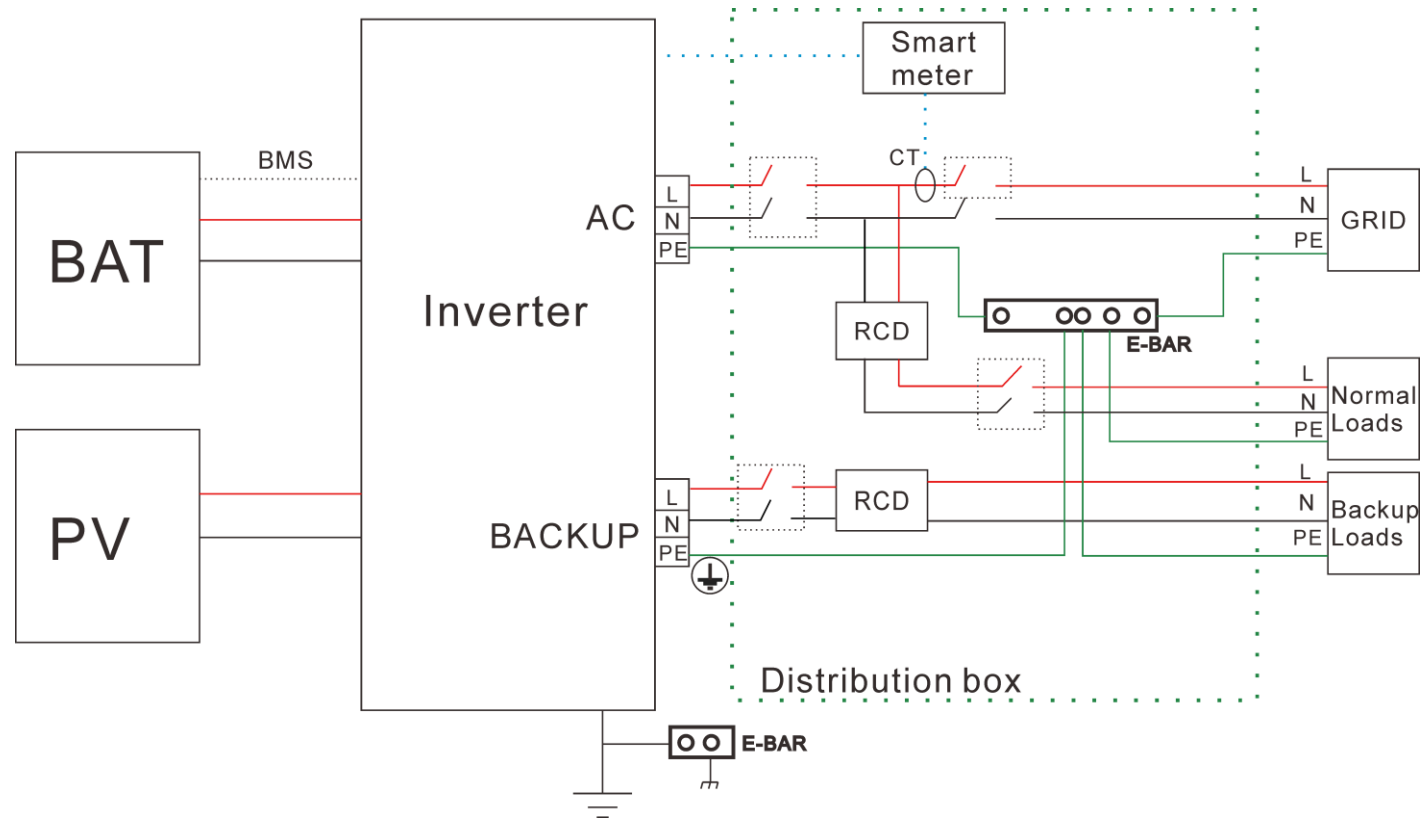 Smart
meter
BMS
CT
L
L
AC
N
N
GRID
BAT
PE
PE
Inverter
RCD
E-BAR
L
Normal
N
Loads
PE
L
PV
L
RCD
N
Backup
BACKUP
N
PE
Loads
PE
Distribution box
E-BAR